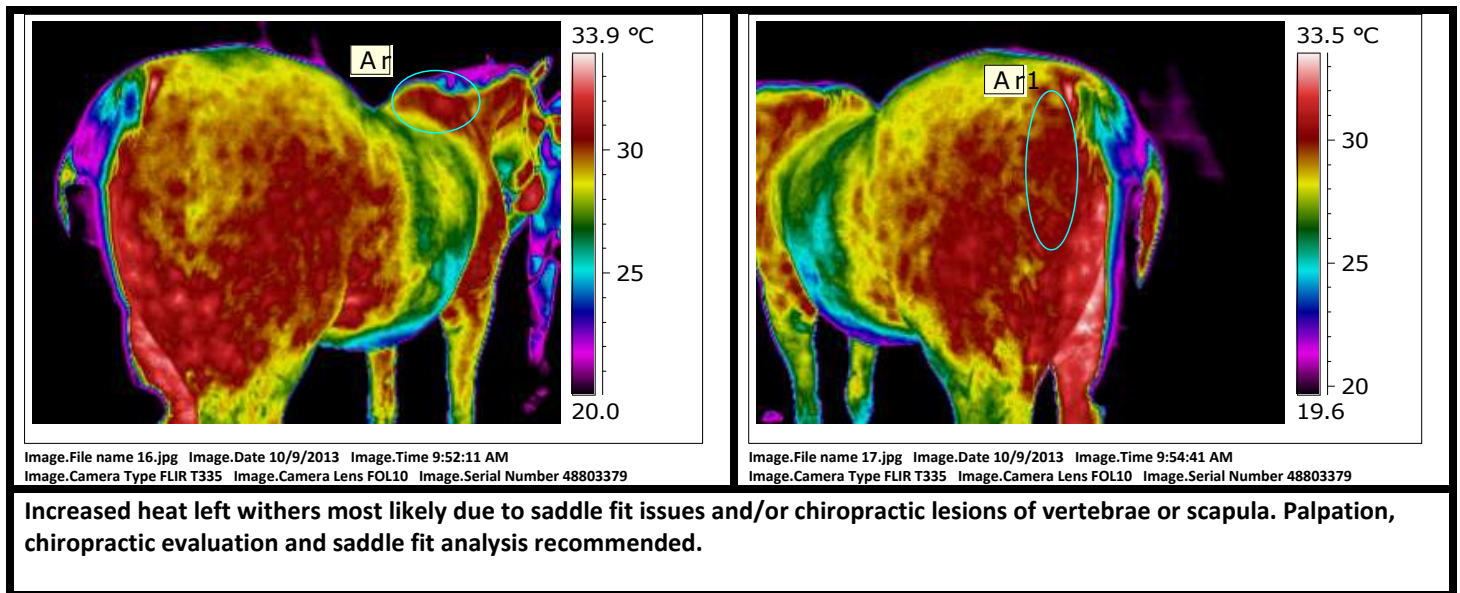 33.9 °C
Ar
30
25
20.0
Image.File name 16.jpg Image.Date 10/9/2013 Image.Time 9:52:11 AM
Image.Camera Type FLIR T335 Image.Camera Lens FOL10 Image.Serial Number 48803379
33.5 °C
Ar1
30
25
20
19.6
Image.File name 17.jpg Image.Date 10/9/2013 Image.Time 9:54:41 AM
Image.Camera Type FLIR T335 Image.Camera Lens FOL10 Image.Serial Number 48803379
Increased heat left withers most likely due to saddle fit issues and/or chiropractic lesions of vertebrae or scapula. Palpation,
chiropractic evaluation and saddle fit analysis recommended.